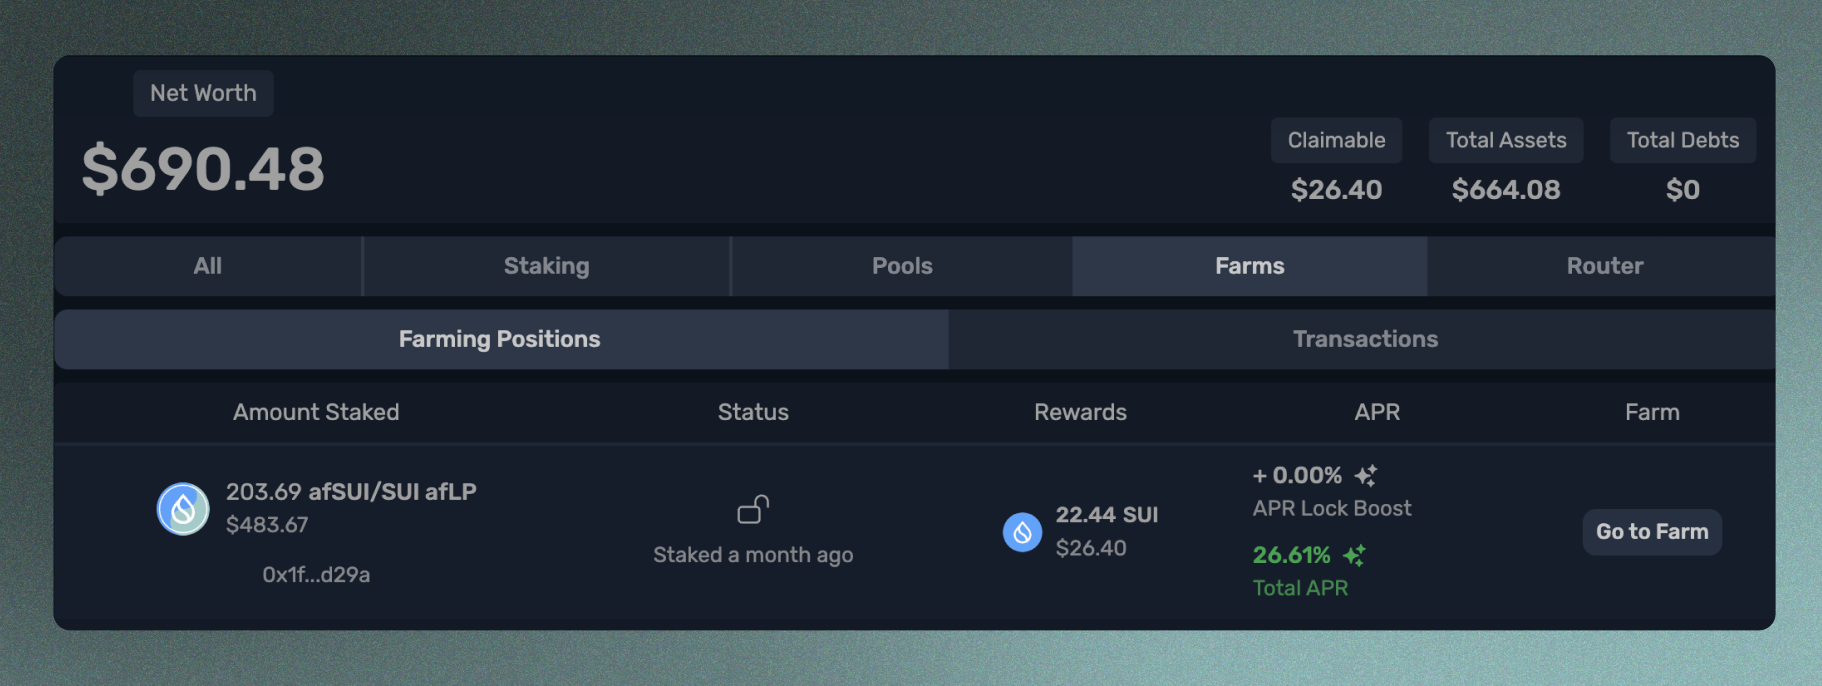 Net Worth
$690.48
Claimable
$26.40
Total Assets
$664.08
Total Debts
$0
All
Staking
Pools
Farms
Router
Farming Positions
Transactions
Amount Staked
Status
Rewards
APR
Farm
203.69 afSUI/SUI afLP
$483.67
0x1f...d29a
Staked a month ago
22.44 SUI
$26.40
+ 0.00%
APR Lock Boost
26.61%
Total APR
Go to Farm